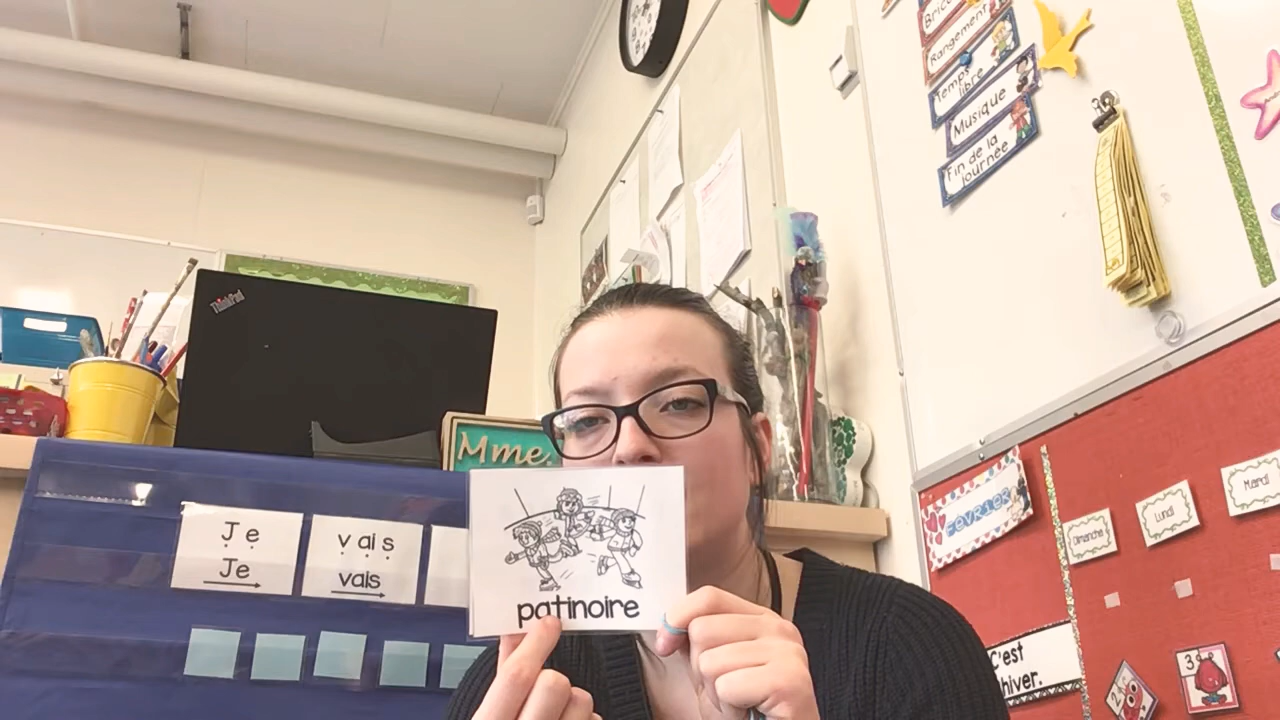 Rangement
Temps
libre
Musique
Fin de la
journée
ThinkPad
Mme.
Je
Je
vais
vais
patinoire
FÉVRIER
Dimanche
Lundi
Mardi
C'est
hiver.
3